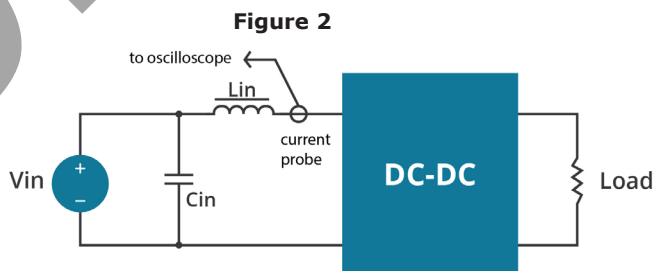 Figure 2
to oscilloscope
Lin
current
probe
Vin
+
−
Cin
DC-DC
Load